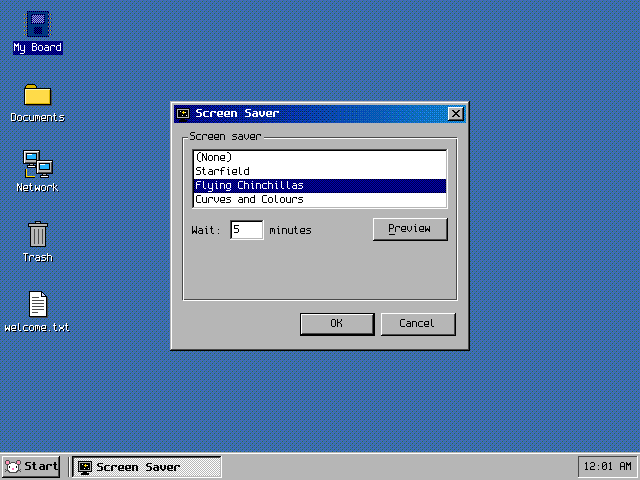 My Board
Documents
Network
Trash
welcome.txt
Screen Saver
Screen saver
(None)
Starfield
Flying Chinchillas
Curves and Colours
Wait: 5 minutes
Preview
OK
Cancel
Start
Screen Saver
12:01 AM